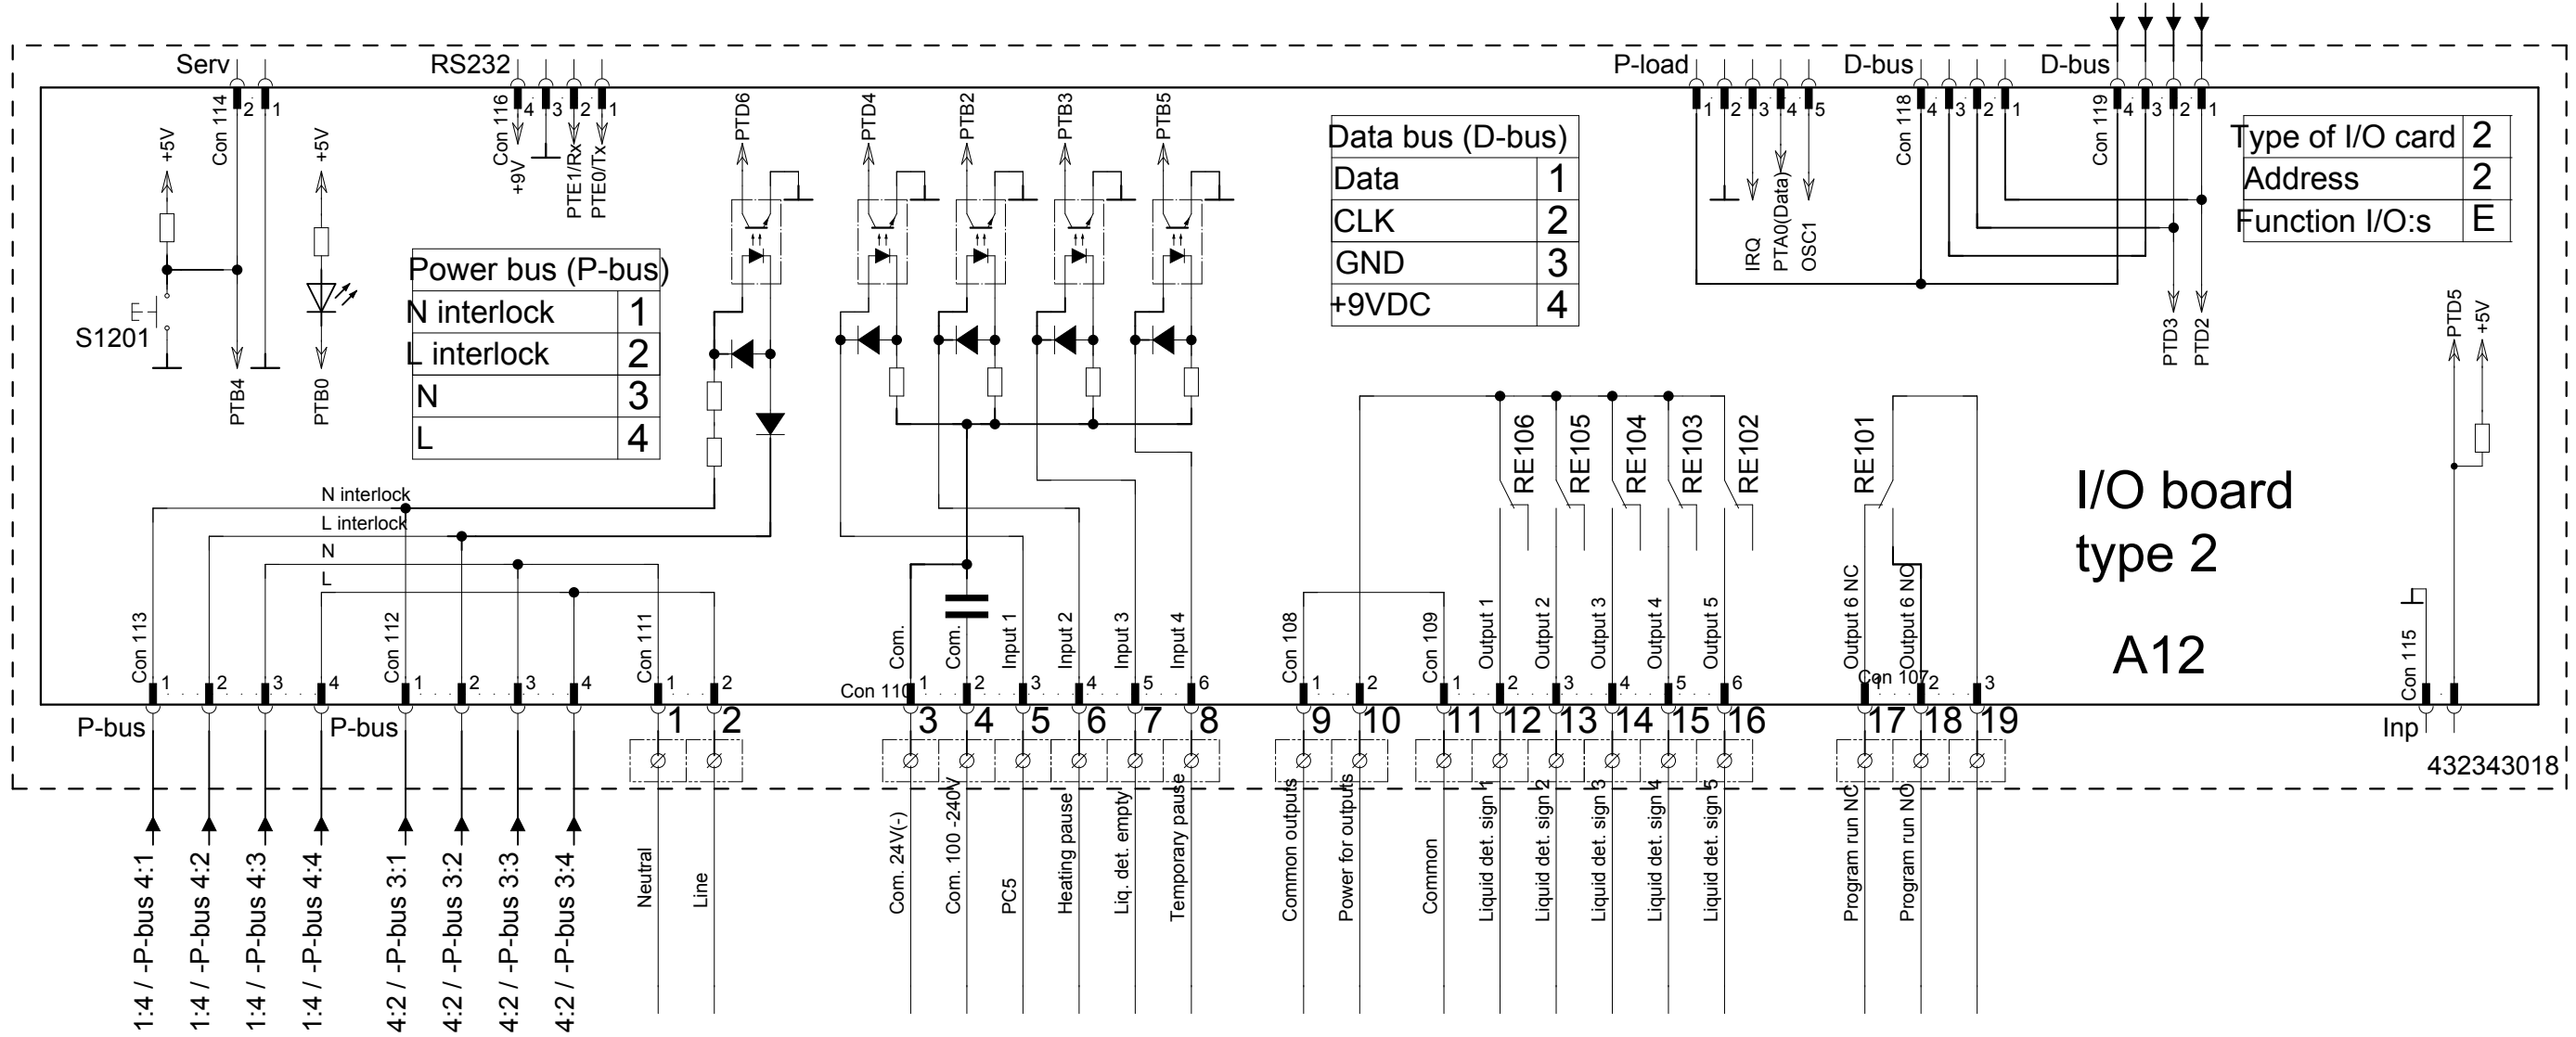 Serv
RS232
P-load
D-bus
D-bus
Con 114
2
1
Con 116
4
3
2
1
1
2
3
4
5
Con 118
4
3
2
1
Con 119
4
3
2
1
+5V
+5V
+9V
PTE1/Rx
PTE0/Tx
PTD6
PTD4
PTB2
PTB3
PTB5
IRQ
PTA0(Data)
OSC1
Data bus (D-bus)
Data 1
CLK 2
GND 3
+9VDC 4
Type of I/O card 2
Address 2
Function I/O:s E
Power bus (P-bus)
N interlock 1
L interlock 2
N 3
L 4
E
S1201
PTB4
PTB0
PTD3
PTD2
PTD5
+5V
RE106
RE105
RE104
RE103
RE102
RE101
I/O board
type 2
A12
N interlock
L interlock
N
L
Con 113
Con 112
Con 111
Com.
Com.
Input 1
Input 2
Input 3
Input 4
Con 108
Con 109
Output 1
Output 2
Output 3
Output 4
Output 5
Output 6 NC
Output 6 NO
Con 115
1
2
3
4
1
2
3
4
1
2
Con 110
1
2
3
4
5
6
1
2
1
2
3
4
5
6
Con 107
1
2
3
P-bus
P-bus
1
2
3
4
5
6
7
8
9
10
11
12
13
14
15
16
17
18
19
Inp
432343018
1:4 / -P-bus 4:1
1:4 / -P-bus 4:2
1:4 / -P-bus 4:3
1:4 / -P-bus 4:4
4:2 / -P-bus 3:1
4:2 / -P-bus 3:2
4:2 / -P-bus 3:3
4:2 / -P-bus 3:4
Neutral
Line
Com. 24V(-)
Com. 100 -240V
PC5
Heating pause
Liq. det. empty
Temporary pause
Common outputs
Power for outputs
Common
Liquid det. sign 1
Liquid det. sign 2
Liquid det. sign 3
Liquid det. sign 4
Liquid det. sign 5
Program run NC
Program run NO